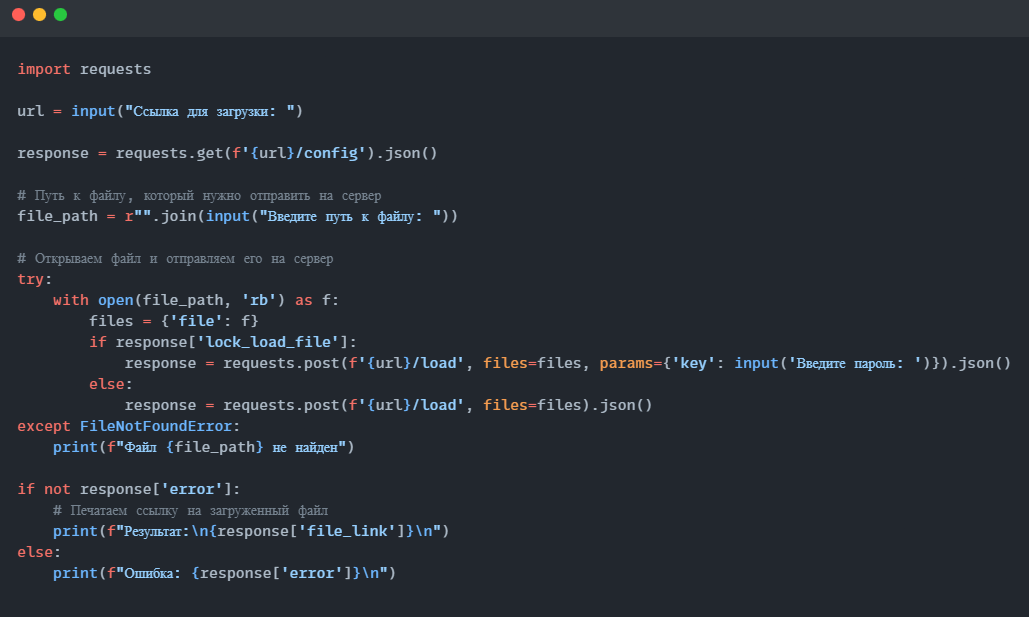 import requests

url = input("Ссылка для загрузки: ")

response = requests.get(f'{url}/config').json()

# Путь к файлу, который нужно отправить на сервер
file_path = r"".join(input("Введите путь к файлу: "))

# Открываем файл и отправляем его на сервер
try:
    with open(file_path, 'rb') as f:
        files = {'file': f}
        if response['lock_load_file']:
            response = requests.post(f'{url}/load', files=files, params={'key': input('Введите пароль: ')}).json()
        else:
            response = requests.post(f'{url}/load', files=files).json()
except FileNotFoundError:
    print(f"Файл {file_path} не найден")

if not response['error']:
    # Печатаем ссылку на загруженный файл
    print(f"Результат:\n{response['file_link']}\n")
else:
    print(f"Ошибка: {response['error']}\n")